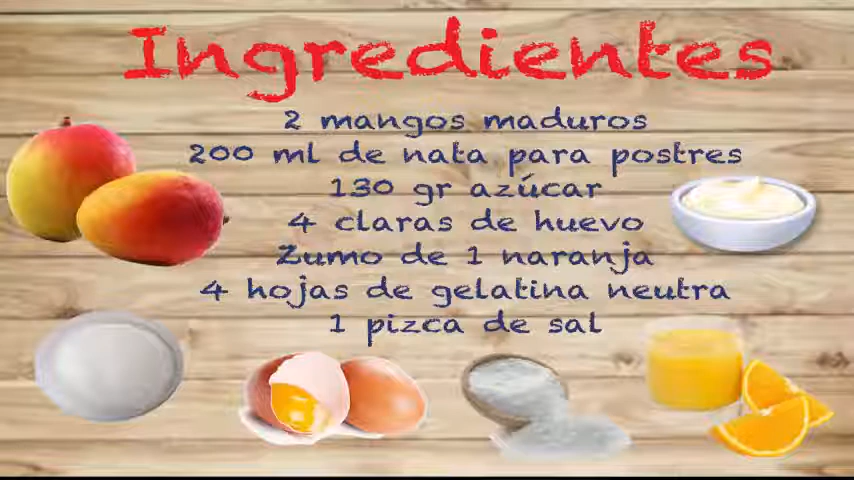 Ingredientes
2 mangos maduros
200 ml de nata para postres
130 gr azúcar
4 claras de huevo
Zumo de 1 naranja
4 hojas de gelatina neutra
1 pizca de sal